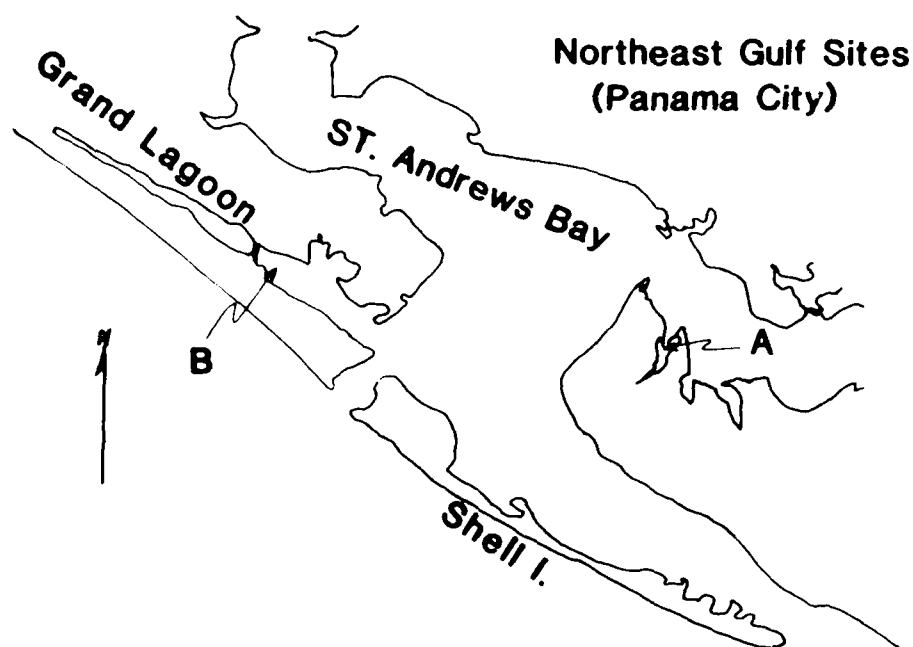 Northeast Gulf Sites
(Panama City)
Grand Lagoon
ST. Andrews Bay
A
B
N
Shell I.